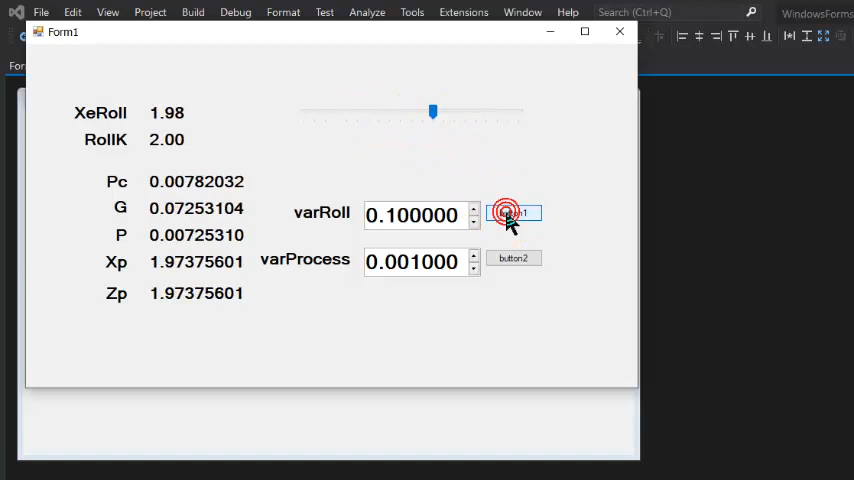 File Edit View Project Build Debug Format Test Analyze Tools Extensions Window Help Search (Ctrl+Q) WindowsForms
Form1
For
XeRoll 1.98
RollK 2.00
Pc 0.00782032
G 0.07253104
P 0.00725310
Xp 1.97375601
Zp 1.97375601
varRoll 0.100000 button1
varProcess 0.001000 button2